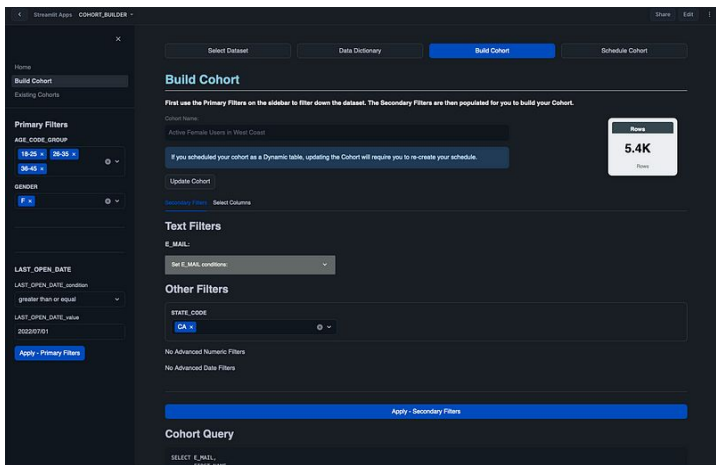 Streamlit Apps COHORT_BUILDER
Share Edit
Home
Build Cohort
Existing Cohorts
Primary Filters
AGE_CODE_GROUP
18-25 × 26-35 ×
36-45 ×
GENDER
F ×
LAST_OPEN_DATE
LAST_OPEN_DATE_condition
greater than or equal
LAST_OPEN_DATE_value
2022/07/01
Apply - Primary Filters
Select Dataset Data Dictionary Build Cohort Schedule Cohort
Build Cohort
First use the Primary Filters on the sidebar to filter down the dataset. The Secondary Filters are then populated for you to build your Cohort.
Cohort Name:
Active Female Users in West Coast
Rows
5.4K
Rows
If you scheduled your cohort as a Dynamic table, updating the Cohort will require you to re-create your schedule.
Update Cohort
Secondary Filters Select Columns
Text Filters
E_MAIL:
Set E_MAIL conditions:
Other Filters
STATE_CODE
CA ×
No Advanced Numeric Filters
No Advanced Date Filters
Apply - Secondary Filters
Cohort Query
SELECT E_MAIL,